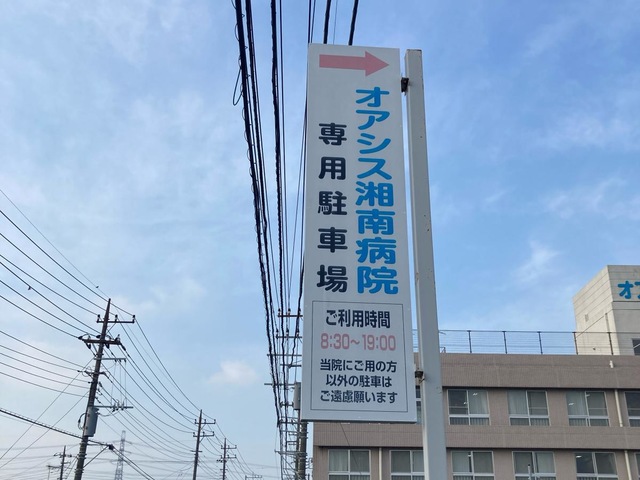 オアシス湘南病院
専用駐車場
ご利用時間
8:30～19:00
当院にご用の方
以外の駐車は
ご遠慮願います
オア